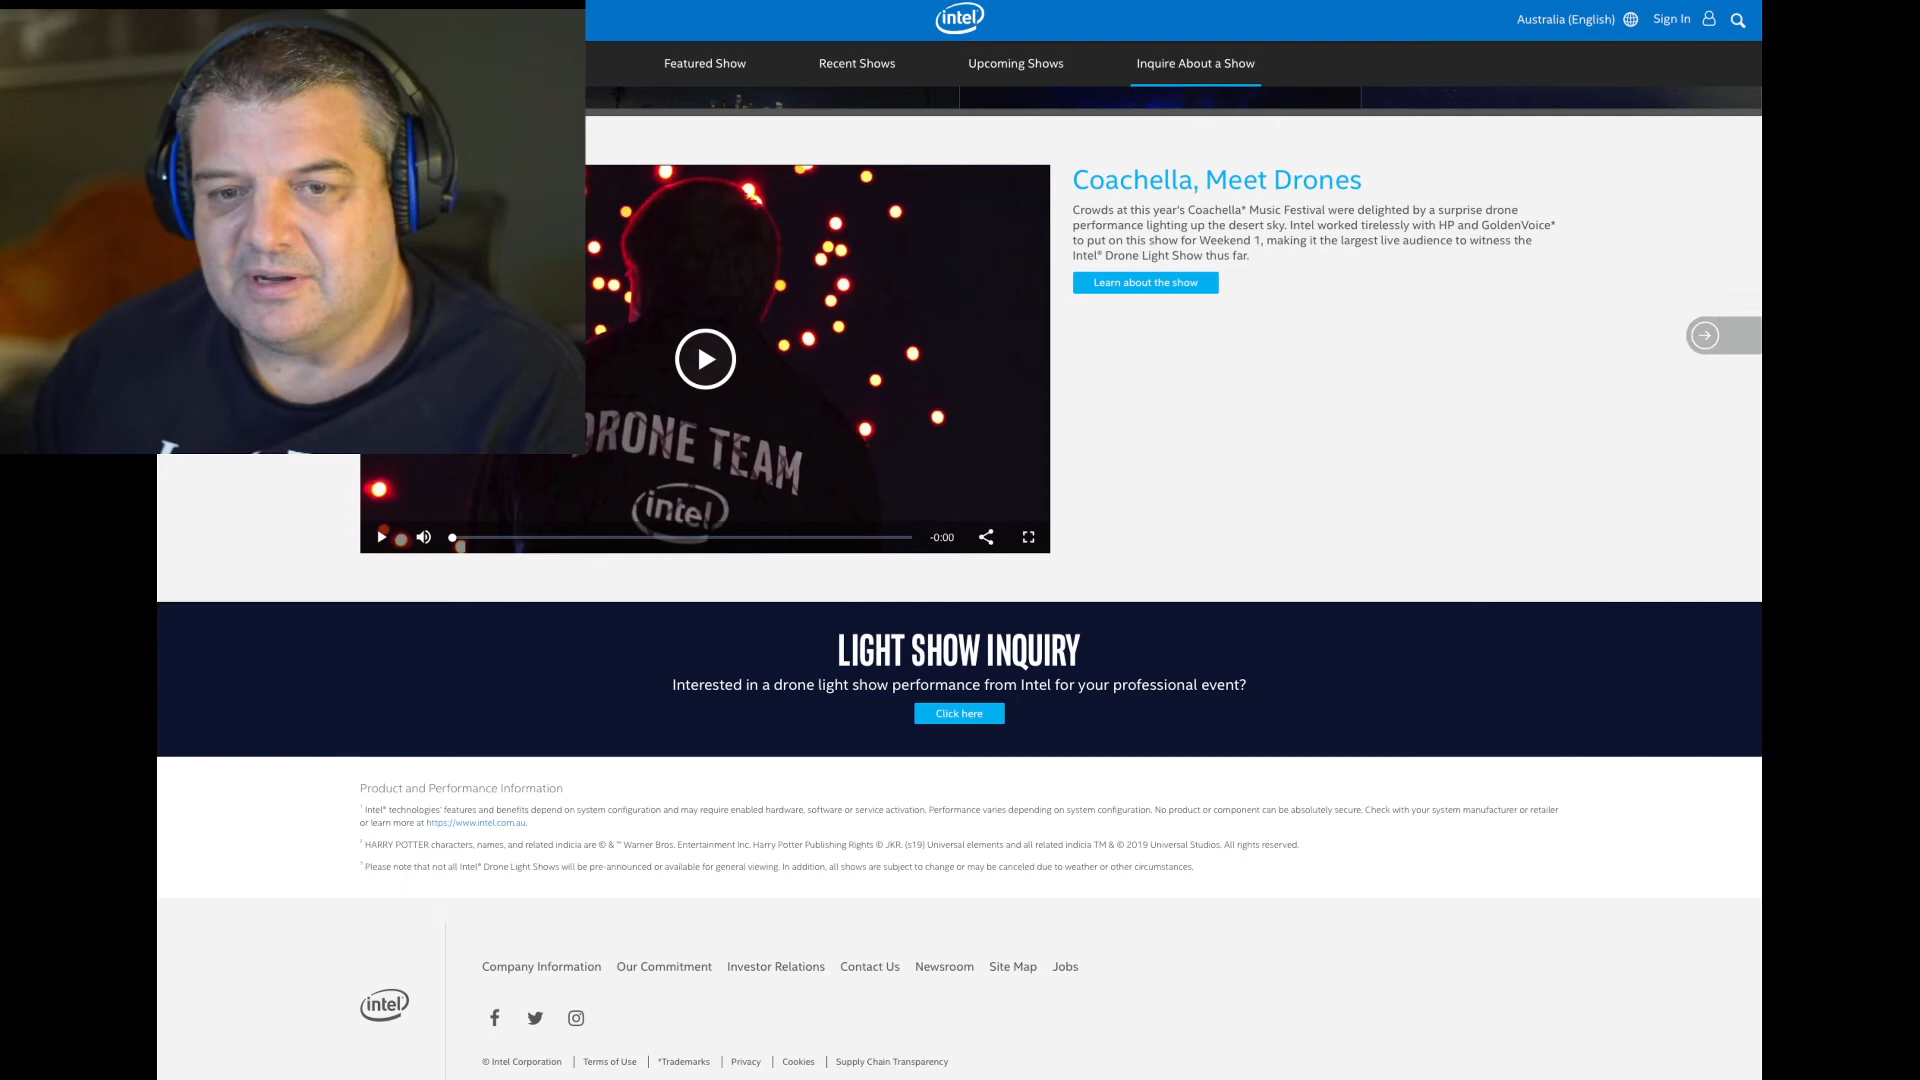 intel
Australia (English)
Sign In
Featured Show
Recent Shows
Upcoming Shows
Inquire About a Show
Coachella, Meet Drones
Crowds at this year's Coachella* Music Festival were delighted by a surprise drone
performance lighting up the desert sky. Intel worked tirelessly with HP and GoldenVoice*
to put on this show for Weekend 1, making it the largest live audience to witness the
Intel® Drone Light Show thus far.
Learn about the show
DRONE TEAM
intel
-0:00
LIGHT SHOW INQUIRY
Interested in a drone light show performance from Intel for your professional event?
Click here
Product and Performance Information
1 Intel® technologies' features and benefits depend on system configuration and may require enabled hardware, software or service activation. Performance varies depending on system configuration. No product or component can be absolutely secure. Check with your system manufacturer or retailer
or learn more at https://www.intel.com.au.
2 HARRY POTTER characters, names, and related indicia are © & ™ Warner Bros. Entertainment Inc. Harry Potter Publishing Rights © JKR. (s19) Universal elements and all related indicia TM & © 2019 Universal Studios. All rights reserved.
3 Please note that not all Intel® Drone Light Shows will be pre-announced or available for general viewing. In addition, all shows are subject to change or may be canceled due to weather or other circumstances.
Company Information
Our Commitment
Investor Relations
Contact Us
Newsroom
Site Map
Jobs
intel
© Intel Corporation
Terms of Use
*Trademarks
Privacy
Cookies
Supply Chain Transparency